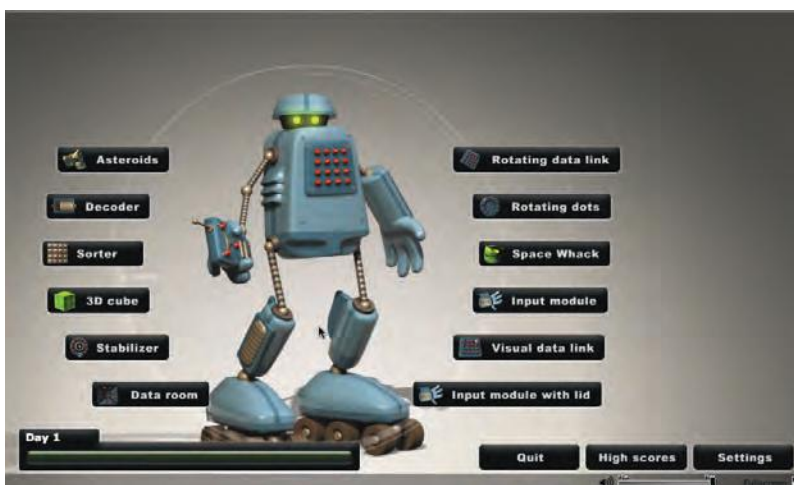 Asteroids
Rotating data link
Decoder
Rotating dots
Sorter
Space Whack
3D cube
Input module
Stabilizer
Visual data link
Data room
Input module with lid
Day 1
Quit
High scores
Settings